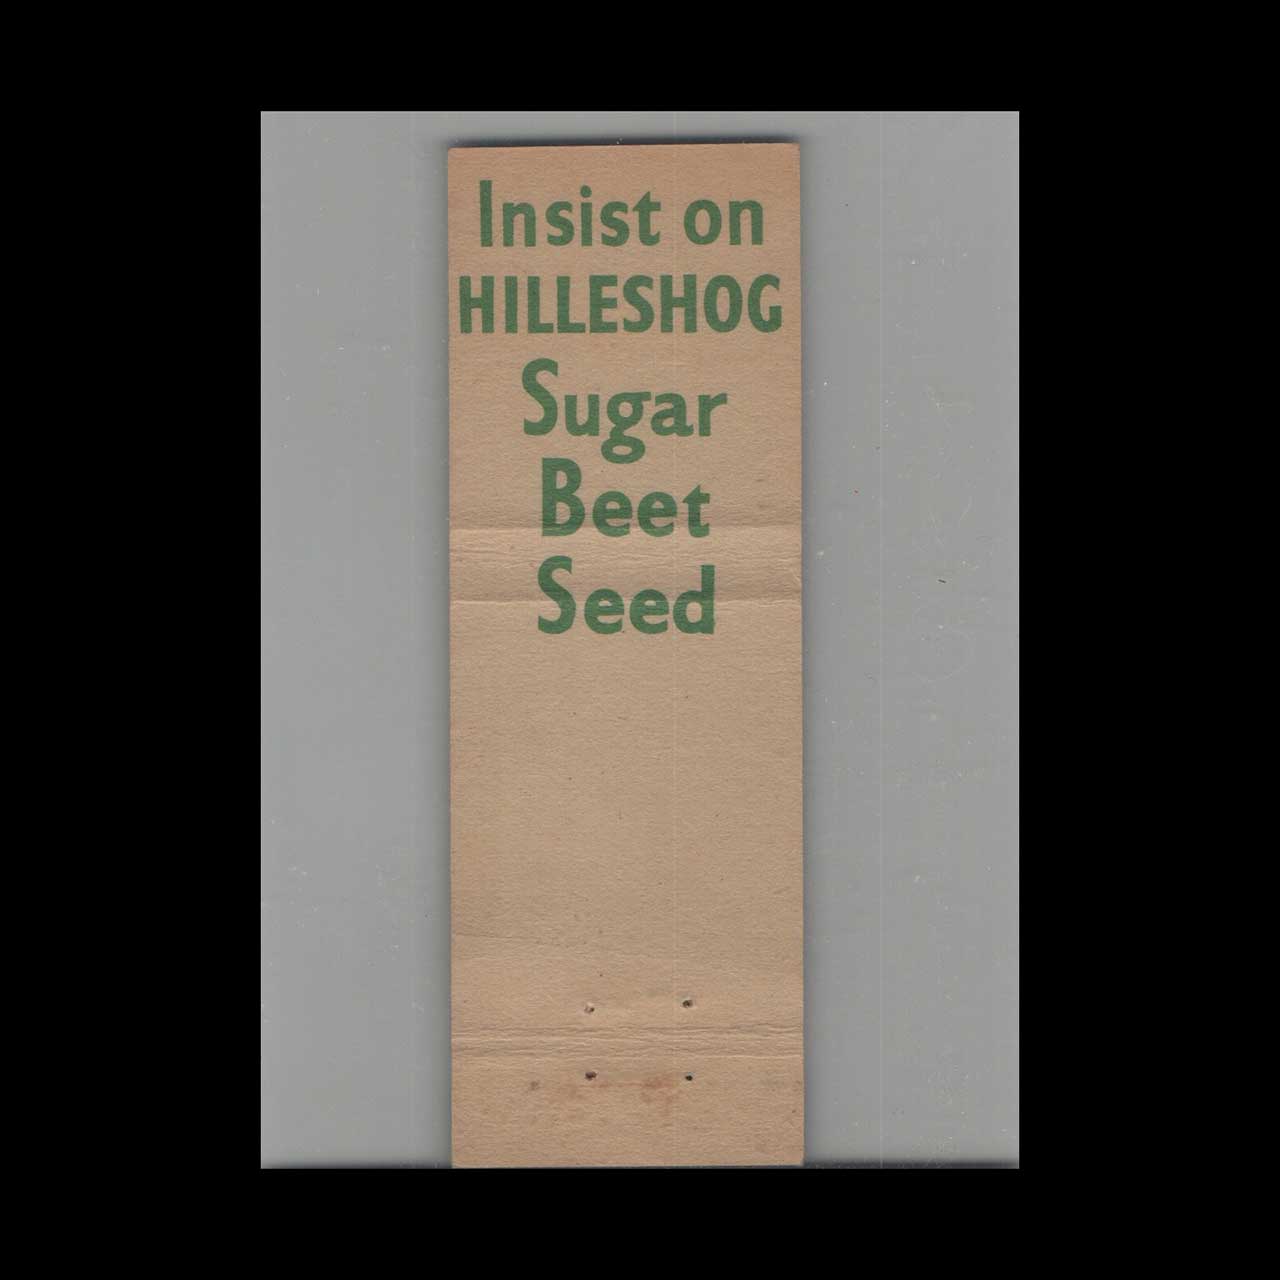 Insist on
HILLESHOG
Sugar
Beet
Seed